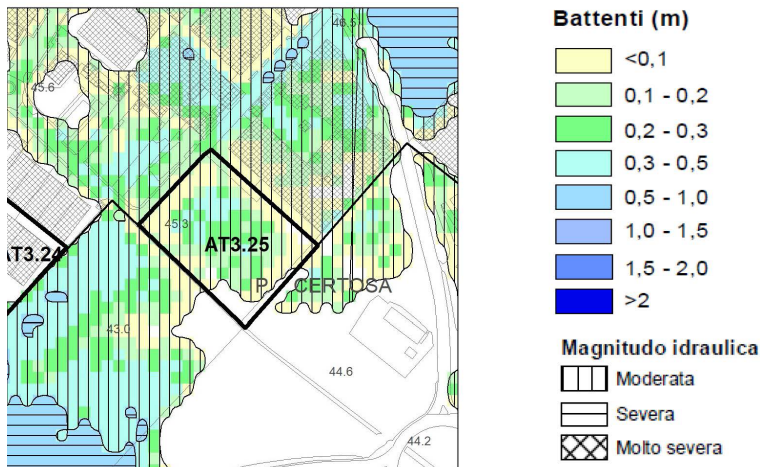 46.5
45.6
45.3
AT3.25
AT3.24
P. CERTOSA
43.0
44.6
44.2
Battenti (m)
<0,1
0,1 - 0,2
0,2 - 0,3
0,3 - 0,5
0,5 - 1.0
1,0 - 1,5
1,5 - 2,0
>2
Magnitudo idraulica
Moderata
Severa
Molto severa